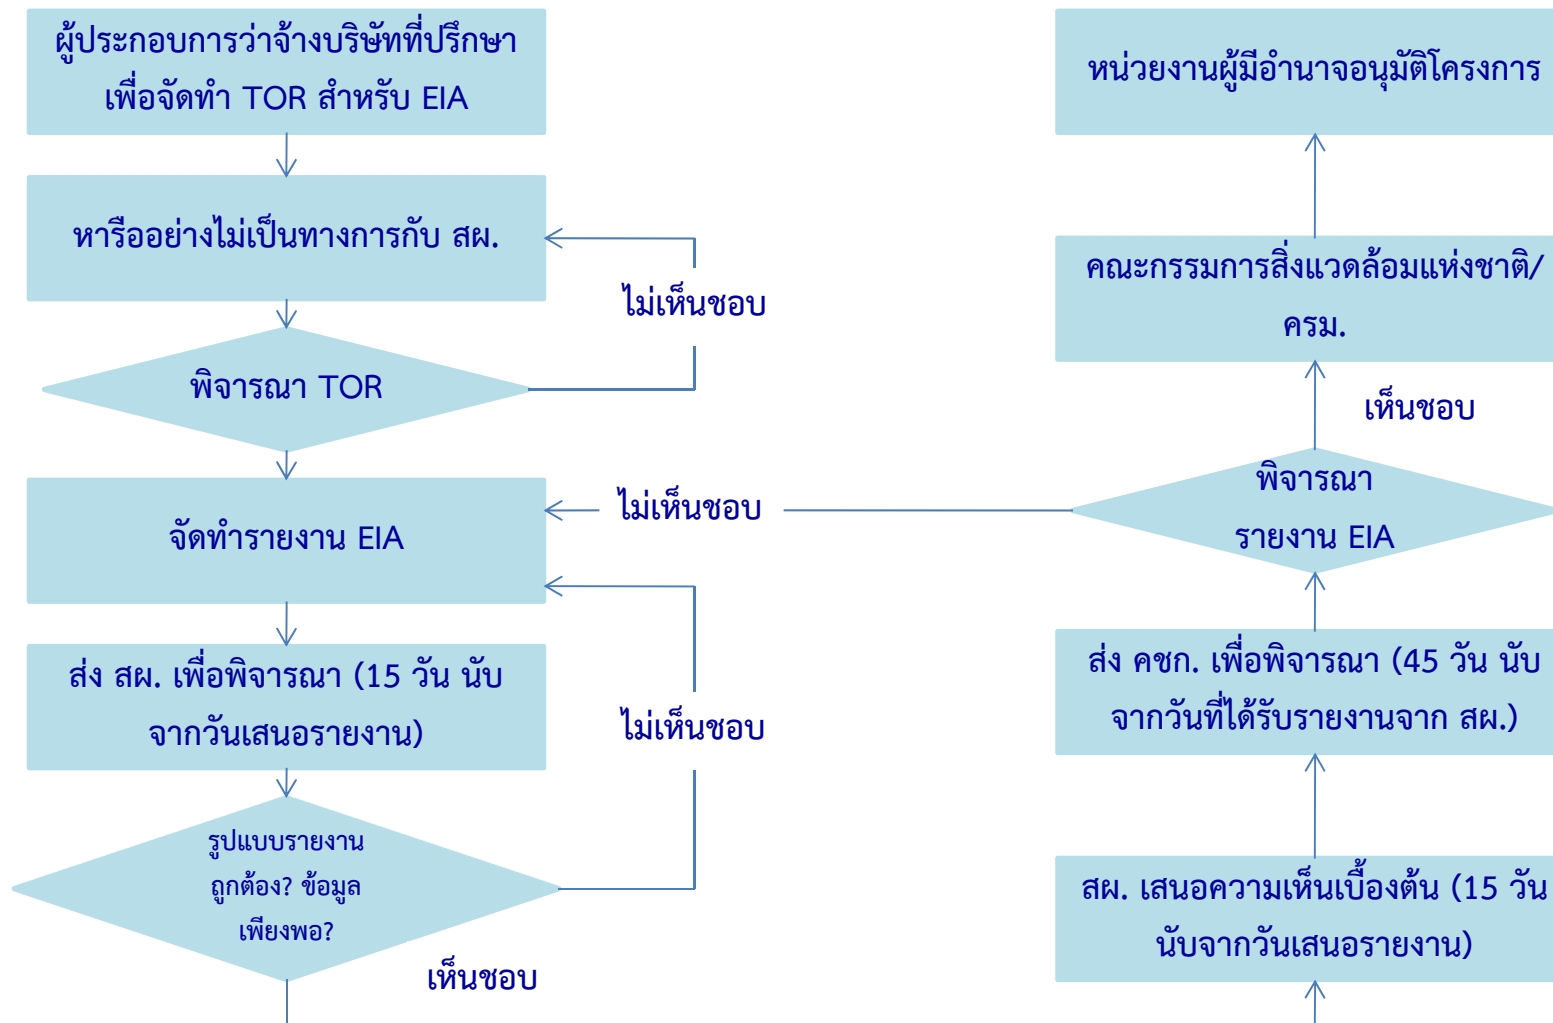 ผู้ประกอบการว่าจ้างบริษัทที่ปรึกษา
เพื่อจัดทำ TOR สำหรับ EIA
หารืออย่างไม่เป็นทางการกับ สผ.
ไม่เห็นชอบ
พิจารณา TOR
จัดทำรายงาน EIA
ไม่เห็นชอบ
ส่ง สผ. เพื่อพิจารณา (15 วัน นับ
จากวันเสนอรายงาน)
ไม่เห็นชอบ
รูปแบบรายงาน
ถูกต้อง? ข้อมูล
เพียงพอ?
เห็นชอบ
หน่วยงานผู้มีอำนาจอนุมัติโครงการ
คณะกรรมการสิ่งแวดล้อมแห่งชาติ/
ครม.
เห็นชอบ
พิจารณา
รายงาน EIA
ส่ง คชก. เพื่อพิจารณา (45 วัน นับ
จากวันที่ได้รับรายงานจาก สผ.)
สผ. เสนอความเห็นเบื้องต้น (15 วัน
นับจากวันเสนอรายงาน)